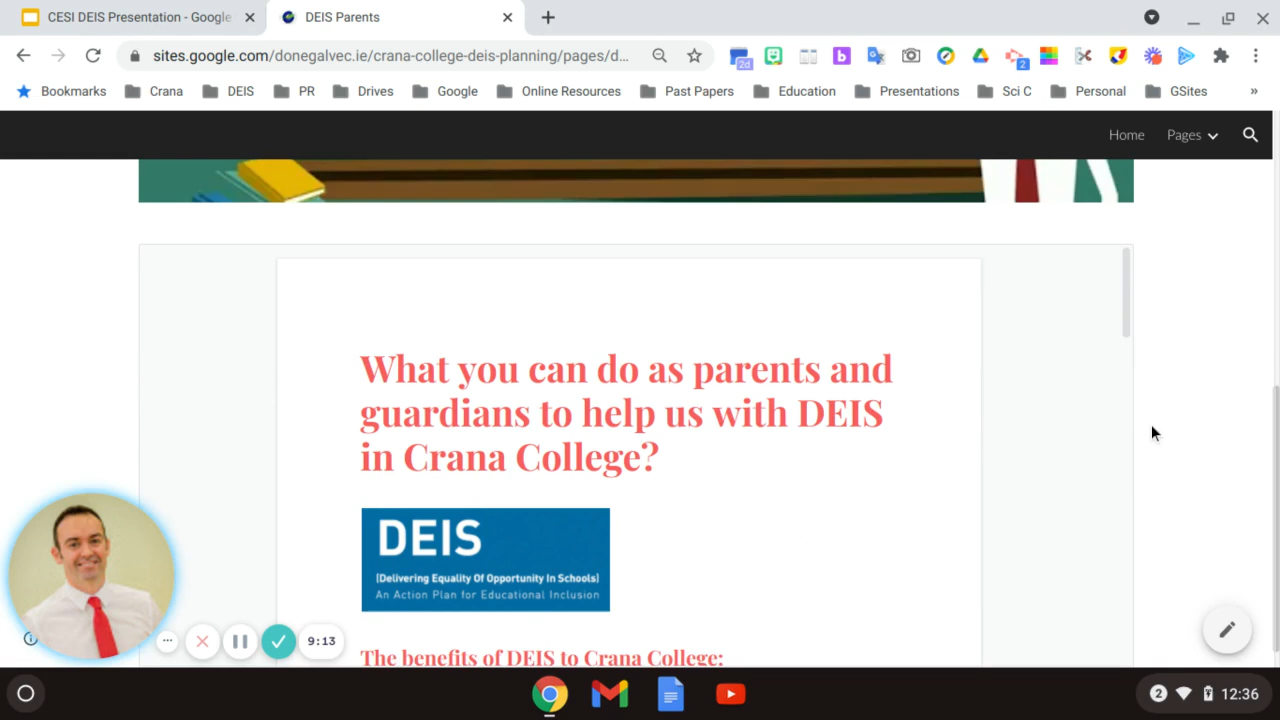 CESI DEIS Presentation - Google
DEIS Parents
sites.google.com/donegalvec.ie/crana-college-deis-planning/pages/d...
2d
2
Bookmarks Crana DEIS PR Drives Google Online Resources Past Papers Education Presentations Sci C Personal GSites »
Home Pages
What you can do as parents and
guardians to help us with DEIS
in Crana College?
DEIS
[Delivering Equality Of Opportunity In Schools]
An Action Plan for Educational Inclusion
9:13
The benefits of DEIS to Crana College:
2 12:36